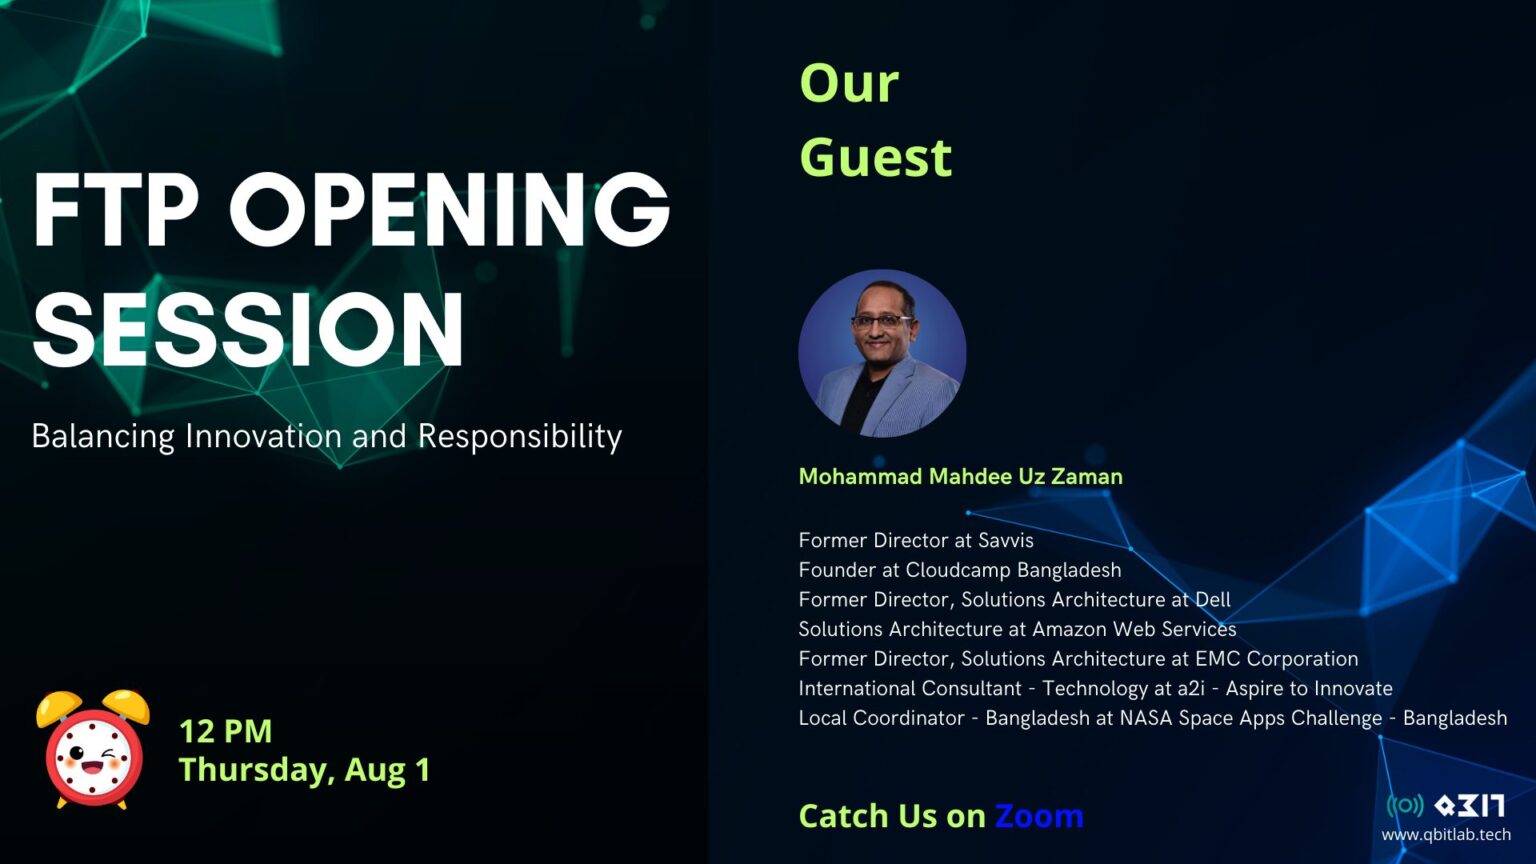 FTP OPENING
SESSION
Balancing Innovation and Responsibility
12 PM
Thursday, Aug 1
Our
Guest
Mohammad Mahdee Uz Zaman
Former Director at Savvis
Founder at Cloudcamp Bangladesh
Former Director, Solutions Architecture at Dell
Solutions Architecture at Amazon Web Services
Former Director, Solutions Architecture at EMC Corporation
International Consultant - Technology at a2i - Aspire to Innovate
Local Coordinator - Bangladesh at NASA Space Apps Challenge - Bangladesh
Catch Us on Zoom
www.qbitlab.tech